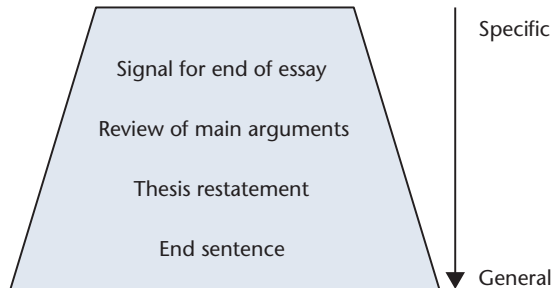 Specific
Signal for end of essay
Review of main arguments
Thesis restatement
End sentence
General